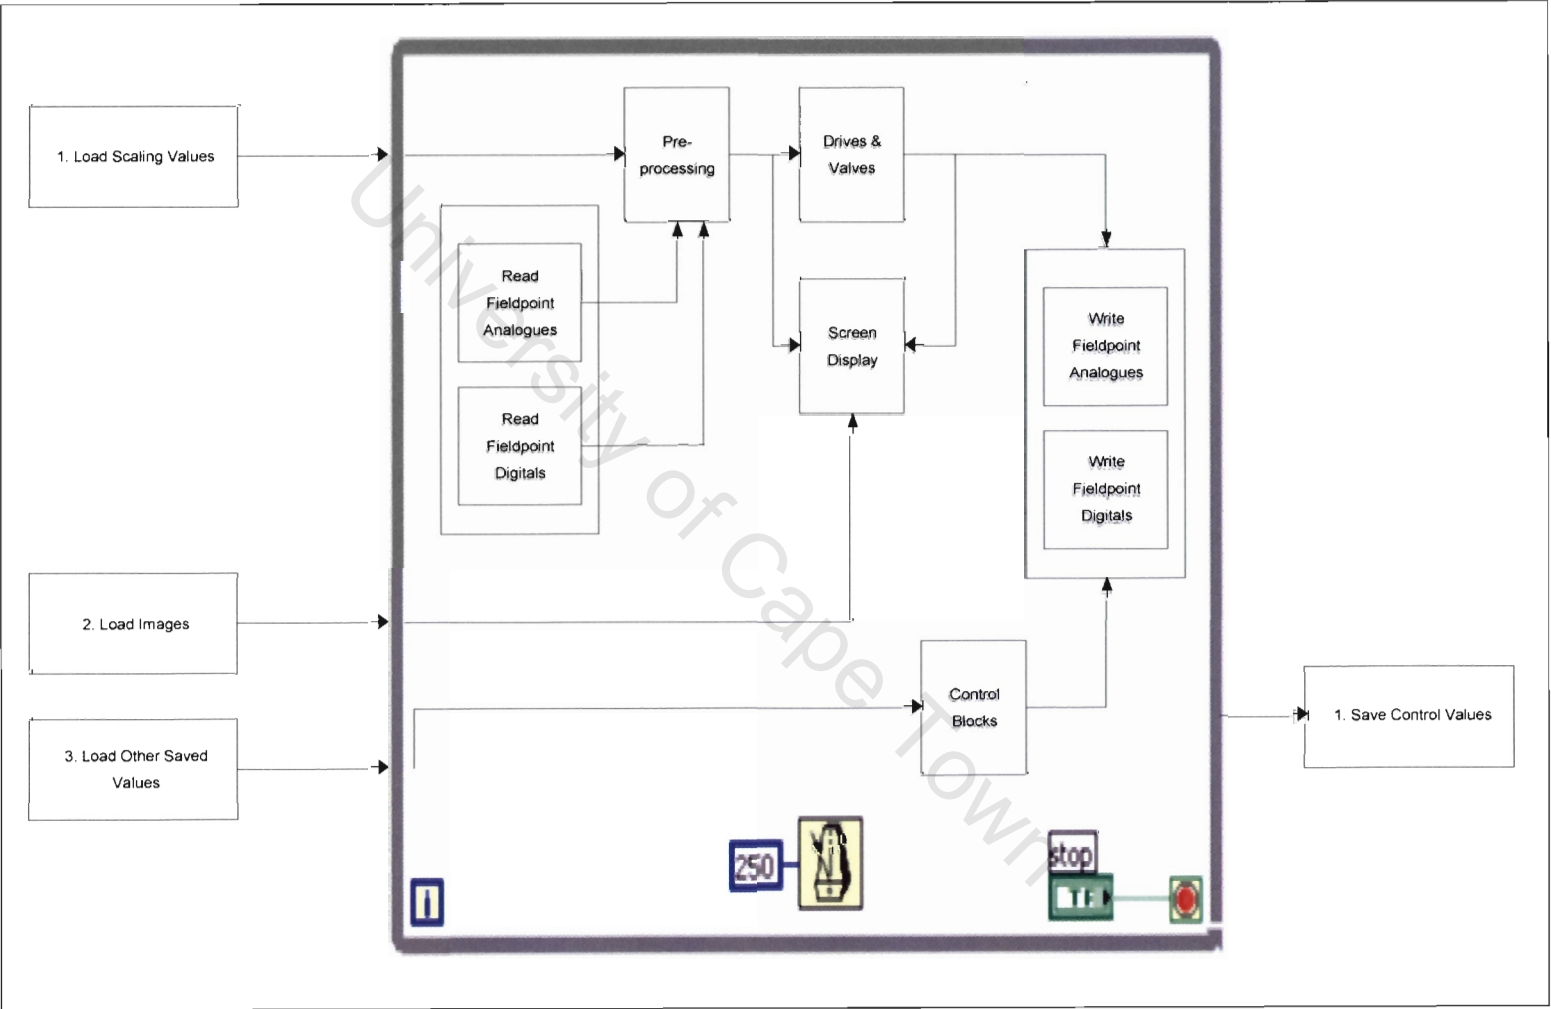 1. Load Scaling Values
Pre-
processing
Drives &
Valves
Read
Fieldpoint
Analogues
Read
Fieldpoint
Digitals
Screen
Display
Write
Fieldpoint
Analogues
Write
Fieldpoint
Digitals
2. Load Images
3. Load Other Saved
Values
Control
Blocks
1. Save Control Values
250
stop
TF
i
University of Cape Town